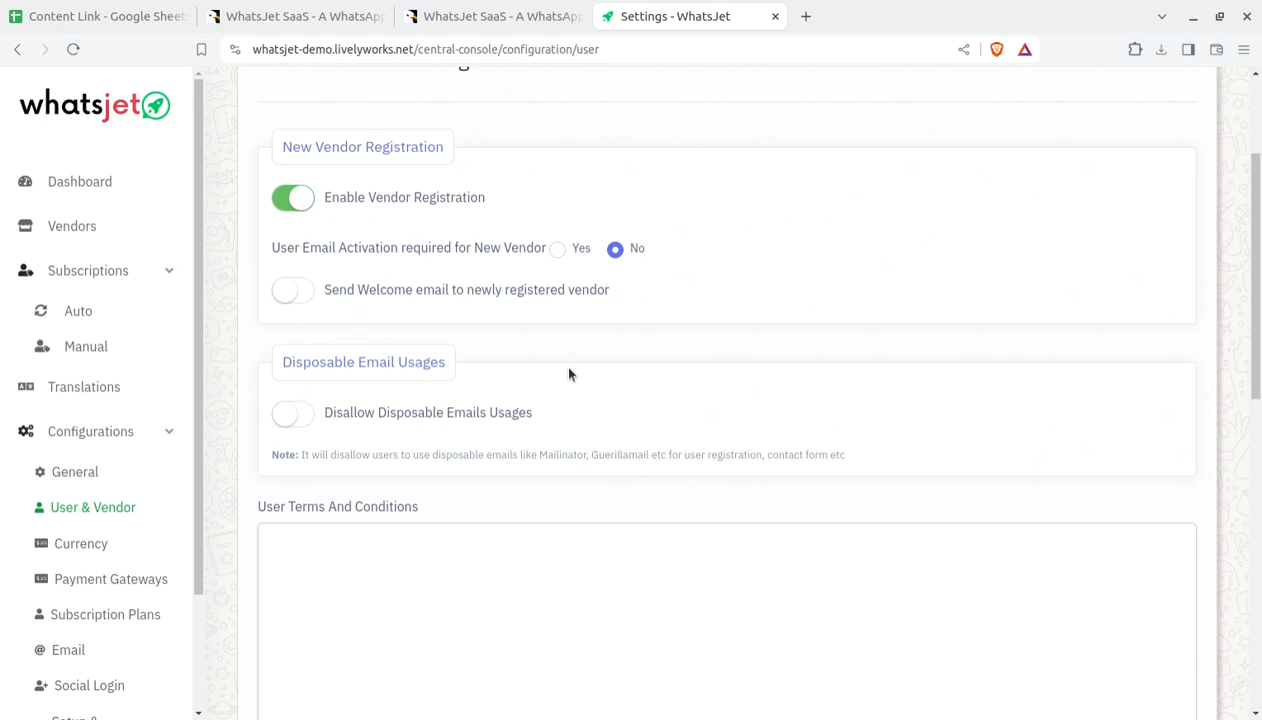 Content Link - Google Sheet
WhatsJet SaaS - A WhatsApp
WhatsJet SaaS - A WhatsApp
Settings - WhatsJet
whatsjet-demo.livelyworks.net/central-console/configuration/user
whatsjet
Dashboard
Vendors
Subscriptions
Auto
Manual
Translations
Configurations
General
User & Vendor
Currency
Payment Gateways
Subscription Plans
Email
Social Login
New Vendor Registration
Enable Vendor Registration
User Email Activation required for New Vendor Yes No
Send Welcome email to newly registered vendor
Disposable Email Usages
Disallow Disposable Emails Usages
Note: It will disallow users to use disposable emails like Mailinator, Guerillamail etc for user registration, contact form etc
User Terms And Conditions